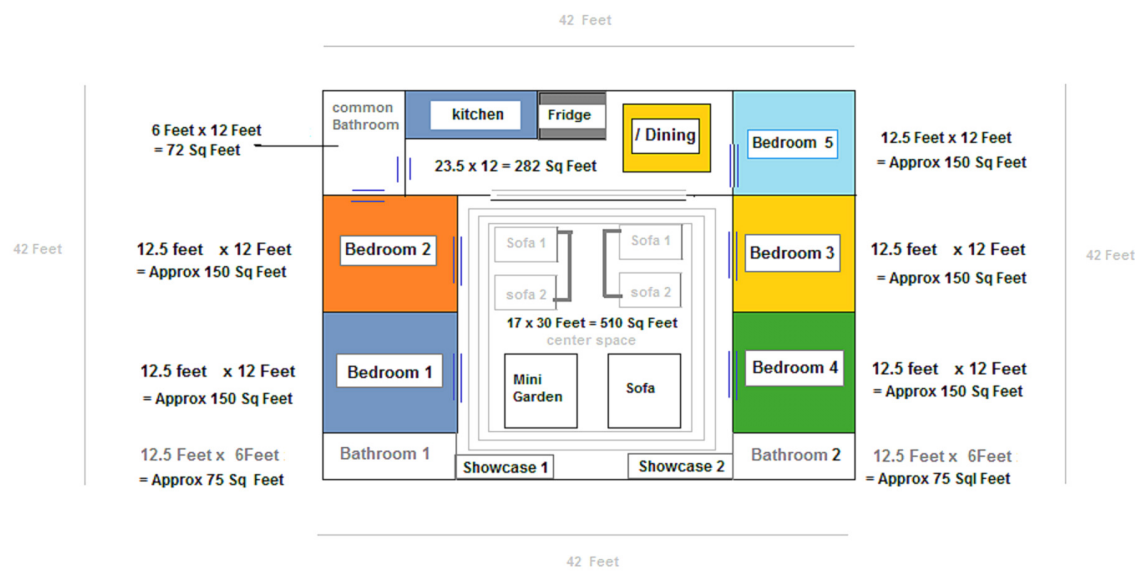 42 Feet
42 Feet
42 Feet
6 Feet x 12 Feet
= 72 Sq Feet
common
Bathroom
kitchen
Fridge
/ Dining
23.5 x 12 = 282 Sq Feet
Bedroom 5
12.5 Feet x 12 Feet
= Approx 150 Sq Feet
12.5 feet x 12 Feet
= Approx 150 Sq Feet
Bedroom 2
Sofa 1
sofa 2
Sofa 1
sofa 2
17 x 30 Feet = 510 Sq Feet
center space
Bedroom 3
12.5 feet x 12 Feet
= Approx 150 Sq Feet
12.5 feet x 12 Feet
= Approx 150 Sq Feet
Bedroom 1
Mini
Garden
Sofa
Bedroom 4
12.5 feet x 12 Feet
= Approx 150 Sq Feet
12.5 Feet x 6Feet
= Approx 75 Sq Feet
Bathroom 1
Showcase 1
Showcase 2
Bathroom 2
12.5 Feet x 6Feet
= Approx 75 Sql Feet
42 Feet